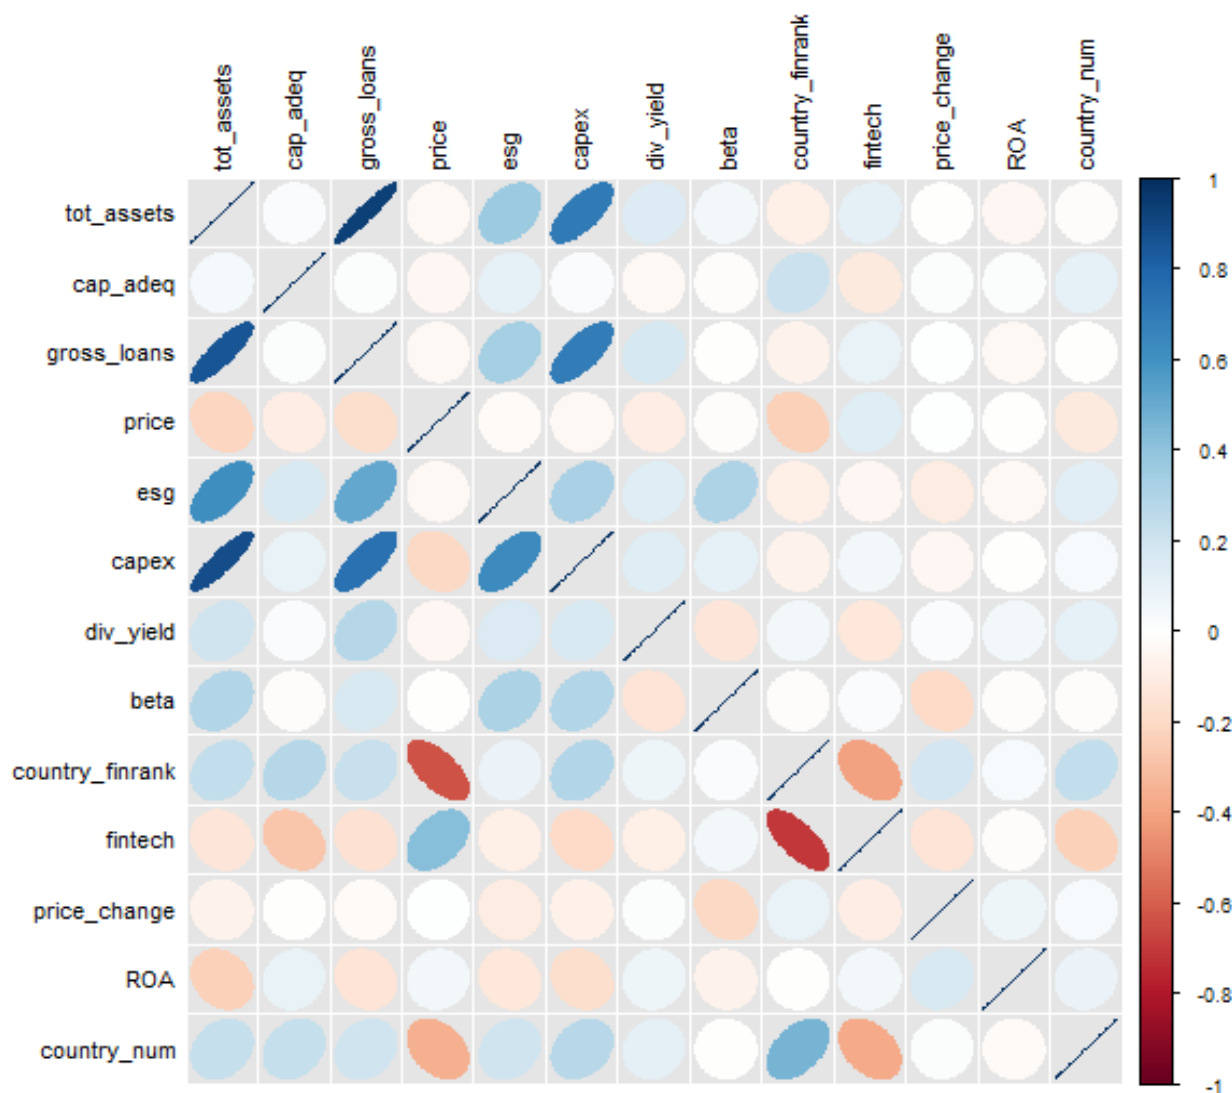 tot_assets
cap_adeq
gross_loans
price
esg
capex
div_yield
beta
country_finrank
fintech
price_change
ROA
country_num
tot_assets
cap_adeq
gross_loans
price
esg
capex
div_yield
beta
country_finrank
fintech
price_change
ROA
country_num
1
0.8
0.6
0.4
0.2
0
-0.2
-0.4
-0.6
-0.8
-1